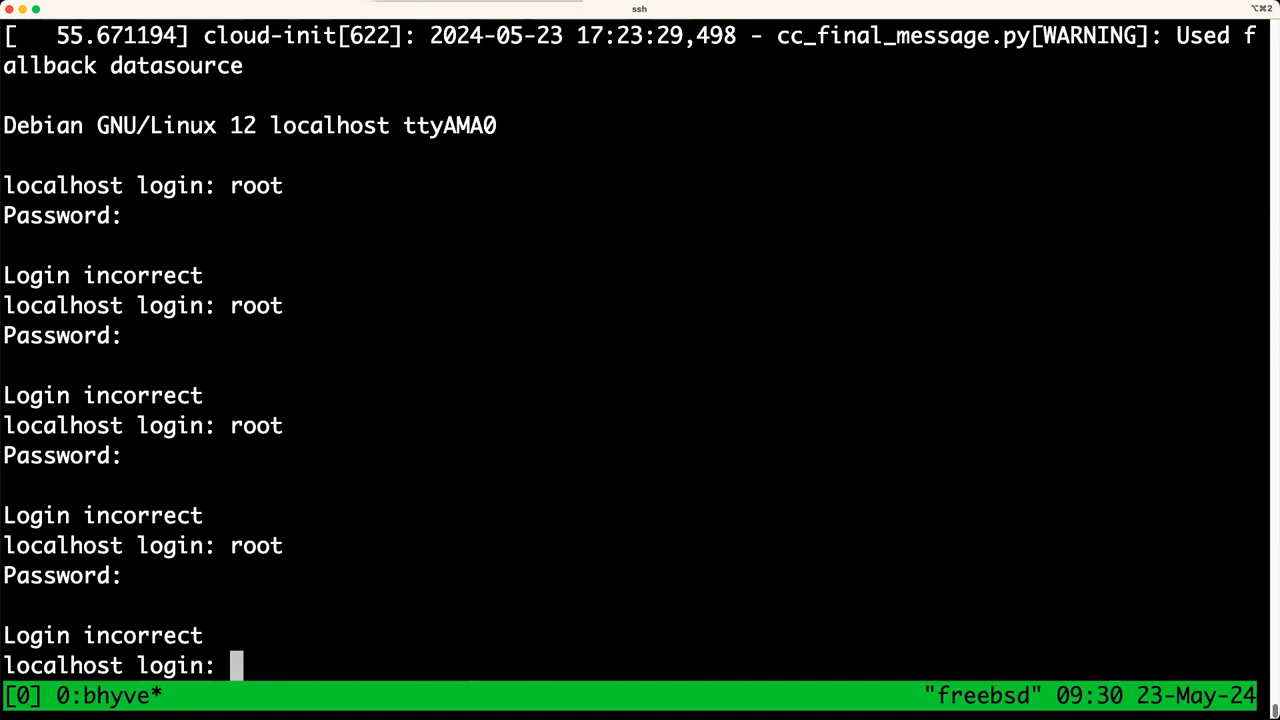 ssh
⌥⌘2
[   55.671194] cloud-init[622]: 2024-05-23 17:23:29,498 - cc_final_message.py[WARNING]: Used f
allback datasource
Debian GNU/Linux 12 localhost ttyAMA0
localhost login: root
Password:
Login incorrect
localhost login: root
Password:
Login incorrect
localhost login: root
Password:
Login incorrect
localhost login: root
Password:
Login incorrect
localhost login:
[0] 0:bhyve* "freebsd" 09:30 23-May-24